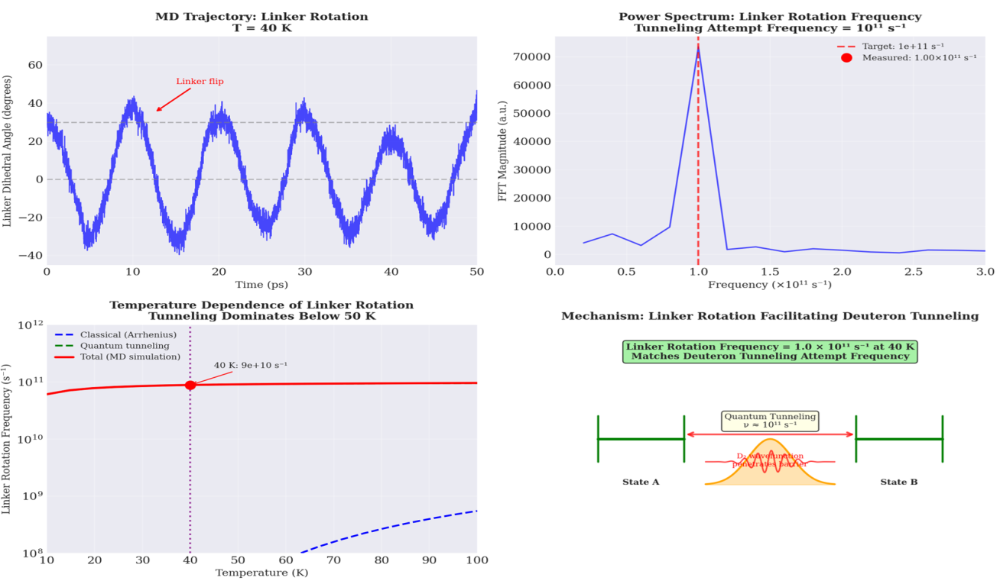 MD Trajectory: Linker Rotation
T = 40 K
Linker Dihedral Angle (degrees)
60
40
20
0
−20
−40
Linker flip
0
10
20
30
40
50
Time (ps)
Power Spectrum: Linker Rotation Frequency
Tunneling Attempt Frequency = 10¹¹ s⁻¹
FFT Magnitude (a.u.)
70000
60000
50000
40000
30000
20000
10000
0
Target: 1e+11 s⁻¹
Measured: 1.00×10¹¹ s⁻¹
0.0
0.5
1.0
1.5
2.0
2.5
3.0
Frequency (×10¹¹ s⁻¹)
Temperature Dependence of Linker Rotation
Tunneling Dominates Below 50 K
Linker Rotation Frequency (s⁻¹)
10¹²
10¹¹
10¹⁰
10⁹
10⁸
Classical (Arrhenius)
Quantum tunneling
Total (MD simulation)
40 K: 9e+10 s⁻¹
10
20
30
40
50
60
70
80
90
100
Temperature (K)
Mechanism: Linker Rotation Facilitating Deuteron Tunneling
Linker Rotation Frequency = 1.0 × 10¹¹ s⁻¹ at 40 K
Matches Deuteron Tunneling Attempt Frequency
Quantum Tunneling
ν ≈ 10¹¹ s⁻¹
D₂ wavefunction
penetrates barrier
State A
State B